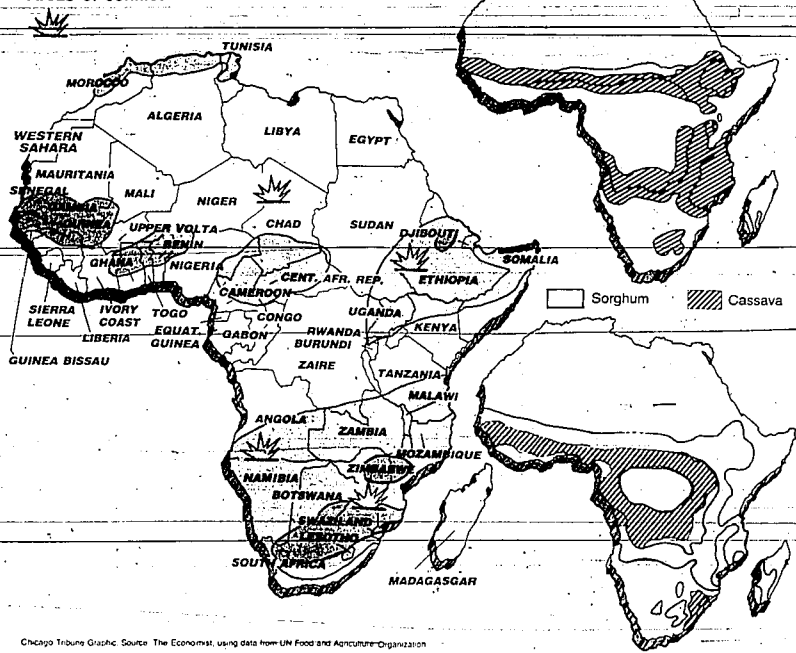 TUNISIA
MOROCCO
ALGERIA
LIBYA
EGYPT
WESTERN
SAHARA
MAURITANIA
MALI
NIGER
CHAD
SUDAN
SENEGAL
GAMBIA
GUINEA
UPPER VOLTA
BENIN
GHANA
NIGERIA
DJIBOUTI
SOMALIA
ETHIOPIA
CENT. AFR. REP.
CAMEROON
SIERRA
LEONE
IVORY
COAST
LIBERIA
TOGO
EQUAT.
GUINEA
GUINEA BISSAU
CONGO
GABON
UGANDA
KENYA
RWANDA
BURUNDI
ZAIRE
TANZANIA
MALAWI
ANGOLA
ZAMBIA
MOZAMBIQUE
ZIMBABWE
NAMIBIA
BOTSWANA
SWAZILAND
LESOTHO
SOUTH AFRICA
MADAGASGAR
Sorghum
Cassava
Chicago Tribune Graphic. Source: The Economist, using data from UN Food and Agriculture Organization